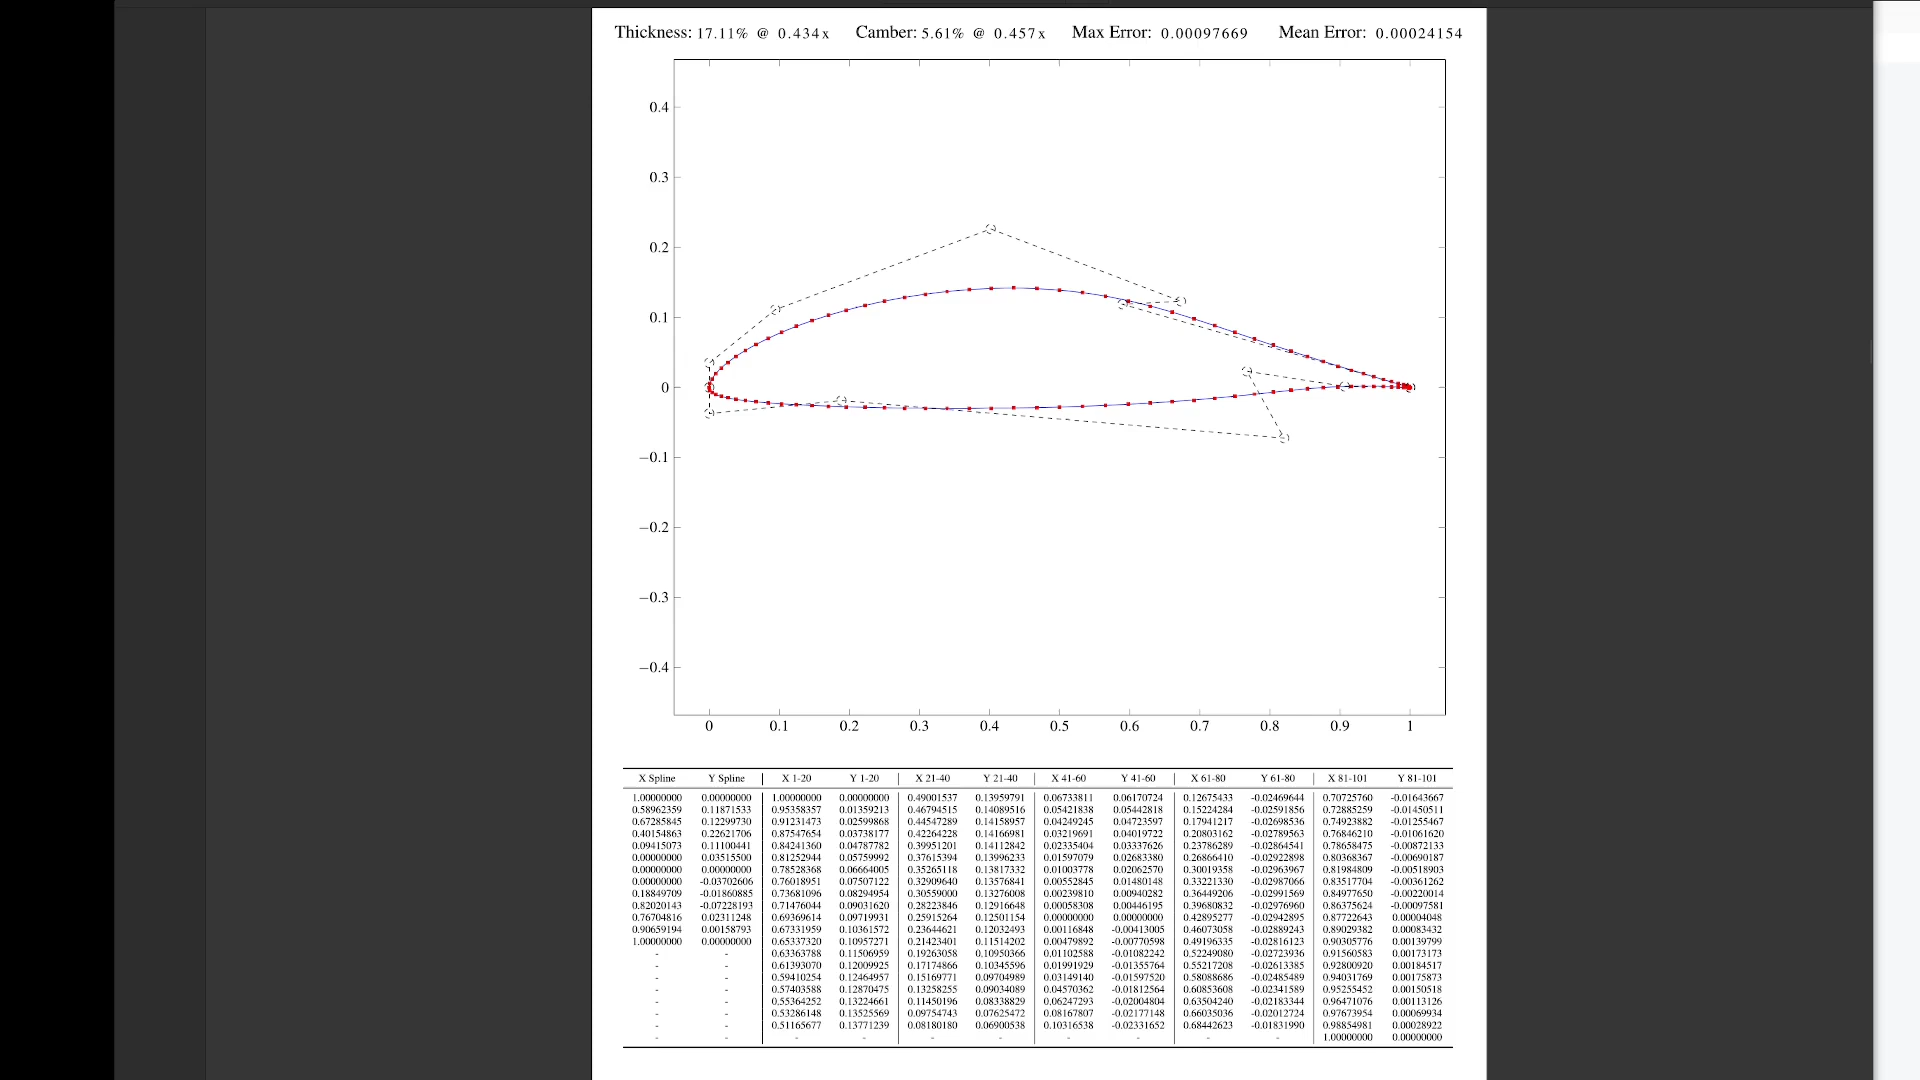 Thickness: 17.11% @ 0.434x Camber: 5.61% @ 0.457x Max Error: 0.00097669 Mean Error: 0.00024154
0.4
0.3
0.2
0.1
0
−0.1
−0.2
−0.3
−0.4
0 0.1 0.2 0.3 0.4 0.5 0.6 0.7 0.8 0.9 1
X Spline Y Spline X 1-20 Y 1-20 X 21-40 Y 21-40 X 41-60 Y 41-60 X 61-80 Y 61-80 X 81-101 Y 81-101
1.00000000 0.00000000 1.00000000 0.00000000 0.49001537 0.13959791 0.06733811 0.06170724 0.12675433 -0.02469644 0.70725760 -0.01643667
0.58962359 0.11871533 0.95358357 0.01359213 0.46794515 0.14089516 0.05421838 0.05442818 0.15224284 -0.02591856 0.72885259 -0.01450511
0.67285845 0.12299730 0.91231473 0.02599868 0.44547289 0.14158957 0.04249245 0.04723597 0.17941217 -0.02698536 0.74923882 -0.01255467
0.40154863 0.22621706 0.87547654 0.03738177 0.42264228 0.14166981 0.03219691 0.04019722 0.20803162 -0.02789563 0.76846210 -0.01061620
0.09415073 0.11100441 0.84241360 0.04787782 0.39951201 0.14112842 0.02335404 0.03337626 0.23786289 -0.02864541 0.78658475 -0.00872133
0.00000000 0.03515500 0.81252944 0.05759992 0.37615394 0.13996233 0.01597079 0.02683380 0.26866410 -0.02922898 0.80368367 -0.00690187
0.00000000 0.00000000 0.78528368 0.06664005 0.35265118 0.13817332 0.01003778 0.02062570 0.30019358 -0.02963967 0.81984809 -0.00518903
0.00000000 -0.03702606 0.76018951 0.07507122 0.32909640 0.13576841 0.00552845 0.01480148 0.33221330 -0.02987066 0.83517704 -0.00361262
0.18849709 -0.01860885 0.73681096 0.08294954 0.30559000 0.13276008 0.00239810 0.00940282 0.36449206 -0.02991569 0.84977650 -0.00220014
0.82020143 -0.07228193 0.71476044 0.09031620 0.28223846 0.12916648 0.00058308 0.00446195 0.39680832 -0.02976960 0.86375624 -0.00097581
0.76704816 0.02311248 0.69369614 0.09719931 0.25915264 0.12501154 0.00000000 0.00000000 0.42895277 -0.02942895 0.87722643 0.00004048
0.90659194 0.00158793 0.67331959 0.10361572 0.23644621 0.12032493 0.00116848 -0.00413005 0.46073058 -0.02889243 0.89029382 0.00083432
1.00000000 0.00000000 0.65337320 0.10957271 0.21423401 0.11514202 0.00479892 -0.00770598 0.49196335 -0.02816123 0.90305776 0.00139799
- - 0.63363788 0.11506959 0.19263058 0.10950366 0.01102588 -0.01082242 0.52249080 -0.02723936 0.91560583 0.00173173
- - 0.61393070 0.12009925 0.17174866 0.10345596 0.01991929 -0.01355764 0.55217208 -0.02613385 0.92800920 0.00184517
- - 0.59410254 0.12464957 0.15169771 0.09704989 0.03149140 -0.01597520 0.58088686 -0.02485489 0.94031769 0.00175873
- - 0.57403588 0.12870475 0.13258255 0.09034089 0.04570362 -0.01812564 0.60853608 -0.02341589 0.95255452 0.00150518
- - 0.55364252 0.13224661 0.11450196 0.08338829 0.06247293 -0.02004804 0.63504240 -0.02183344 0.96471076 0.00113126
- - 0.53286148 0.13525569 0.09754743 0.07625472 0.08167807 -0.02177148 0.66035036 -0.02012724 0.97673954 0.00069934
- - 0.51165677 0.13771239 0.08180180 0.06900538 0.10316538 -0.02331652 0.68442623 -0.01831990 0.98854981 0.00028922
- - - - - - - - - - 1.00000000 0.00000000